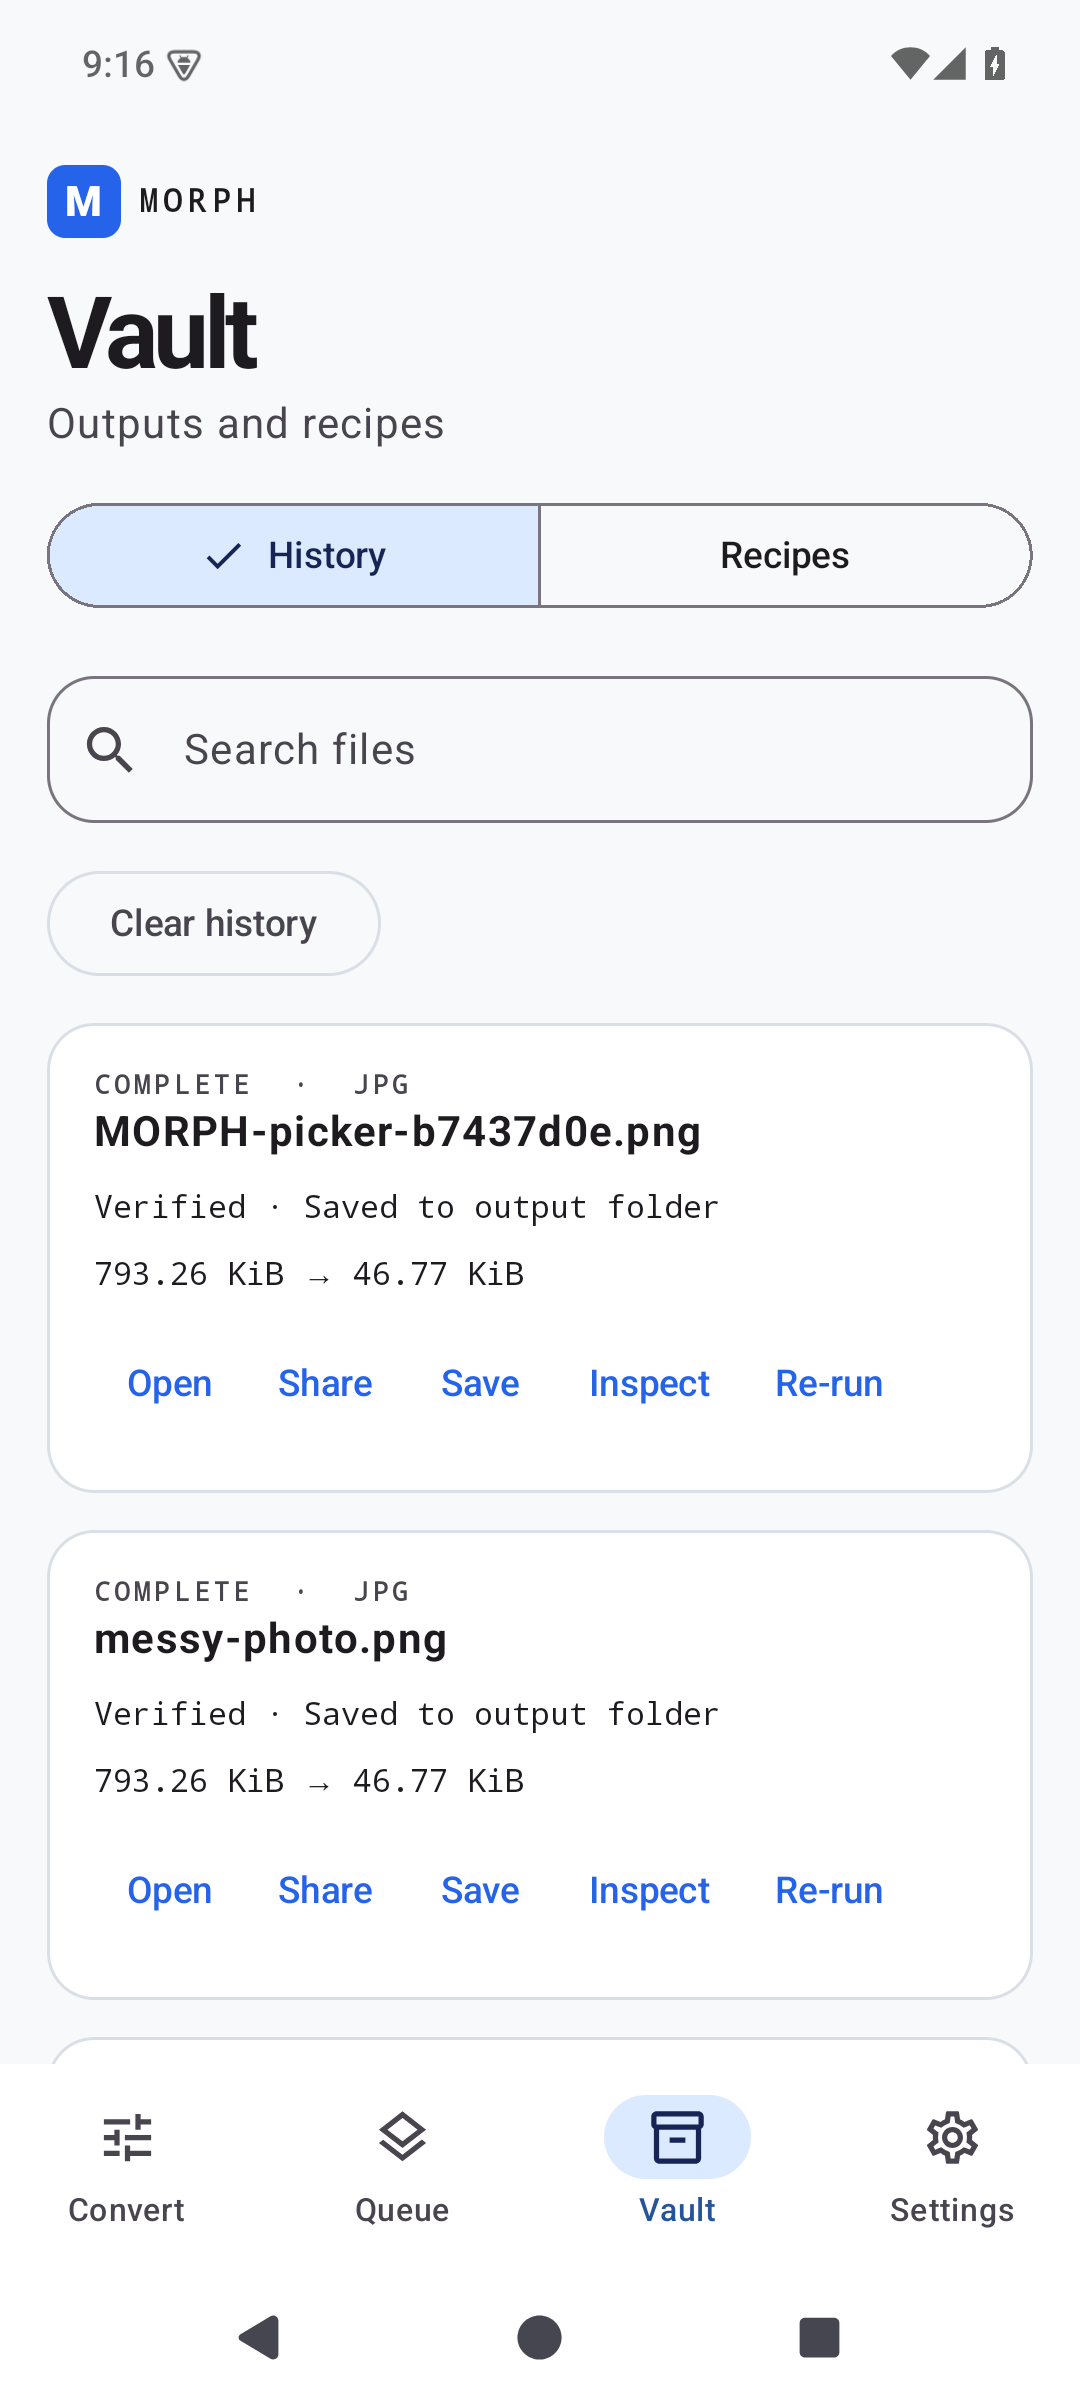 9:16
M MORPH
Vault
Outputs and recipes
History Recipes
Search files
Clear history
COMPLETE · JPG
MORPH-picker-b7437d0e.png
Verified · Saved to output folder
793.26 KiB → 46.77 KiB
Open Share Save Inspect Re-run
COMPLETE · JPG
messy-photo.png
Verified · Saved to output folder
793.26 KiB → 46.77 KiB
Open Share Save Inspect Re-run
Convert Queue Vault Settings